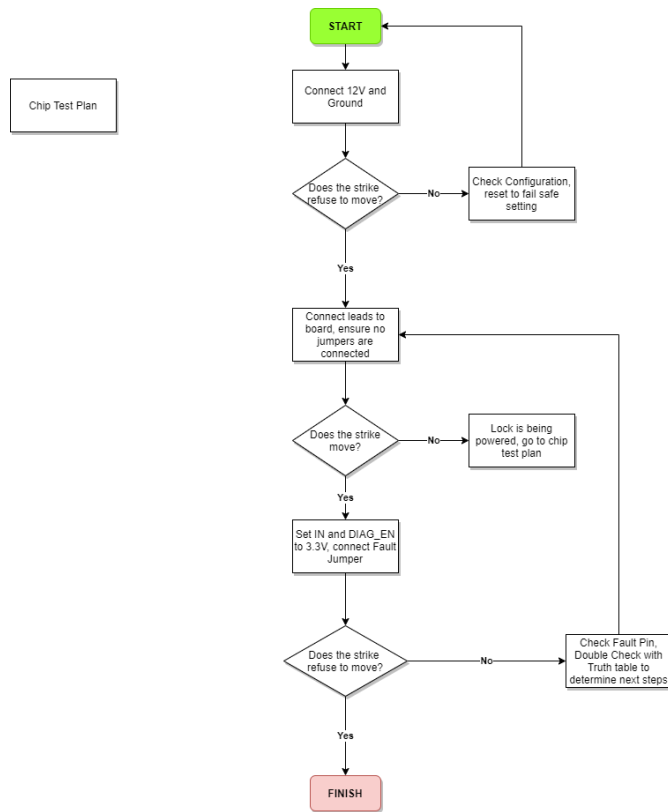 START
Connect 12V and
Ground
Chip Test Plan
Does the strike
refuse to move?
No
Check Configuration,
reset to fail safe
setting
Yes
Connect leads to
board, ensure no
jumpers are
connected
Does the strike
move?
No
Lock is being
powered, go to chip
test plan
Yes
Set IN and DIAG_EN
to 3.3V, connect Fault
Jumper
Does the strike
refuse to move?
No
Check Fault Pin,
Double Check with
Truth table to
determine next steps
Yes
FINISH